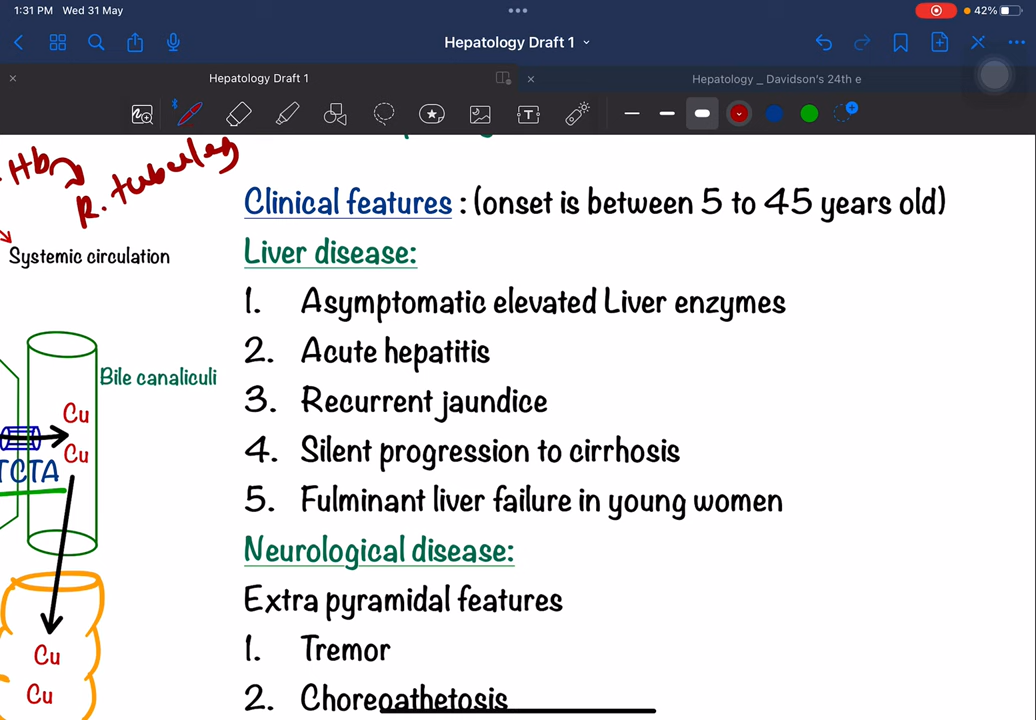 1:31 PM Wed 31 May
42%
Hepatology Draft 1
Hepatology Draft 1
Hepatology _ Davidson's 24th e
Hb
R. tubules
Systemic circulation
Bile canaliculi
Cu
Cu
TCTA
Cu
Cu
Clinical features : (onset is between 5 to 45 years old)
Liver disease:
1. Asymptomatic elevated Liver enzymes
2. Acute hepatitis
3. Recurrent jaundice
4. Silent progression to cirrhosis
5. Fulminant liver failure in young women
Neurological disease:
Extra pyramidal features
1. Tremor
2. Choreoathetosis